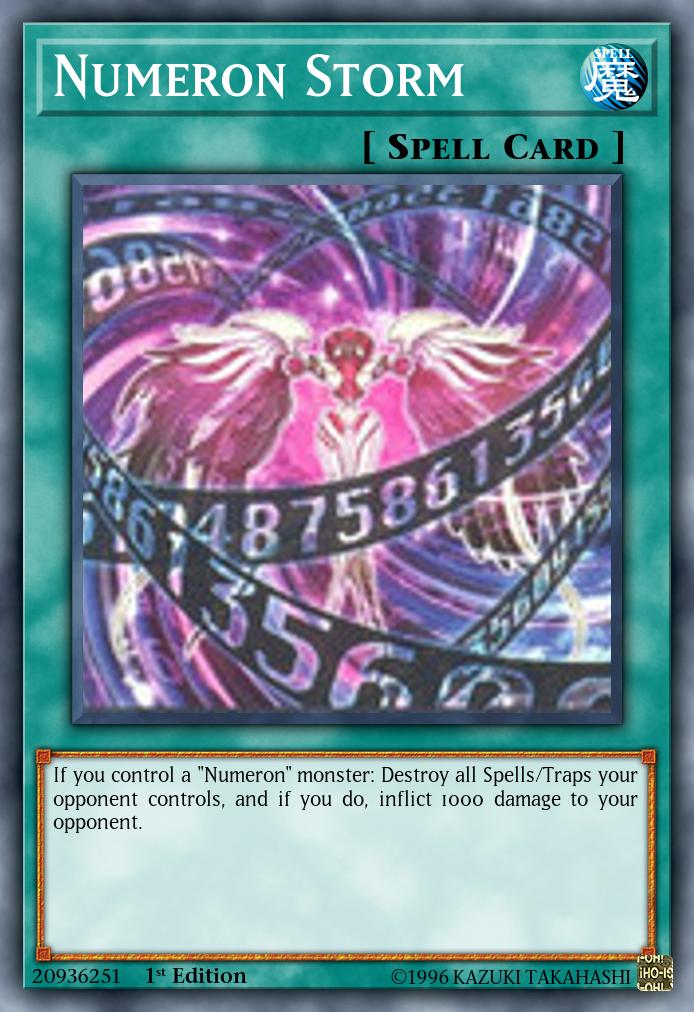 NUMERON STORM
SPELL
魔
[ SPELL CARD ]
If you control a "Numeron" monster: Destroy all Spells/Traps your
opponent controls, and if you do, inflict 1000 damage to your
opponent.
20936251 1st Edition ©1996 KAZUKI TAKAHASHI